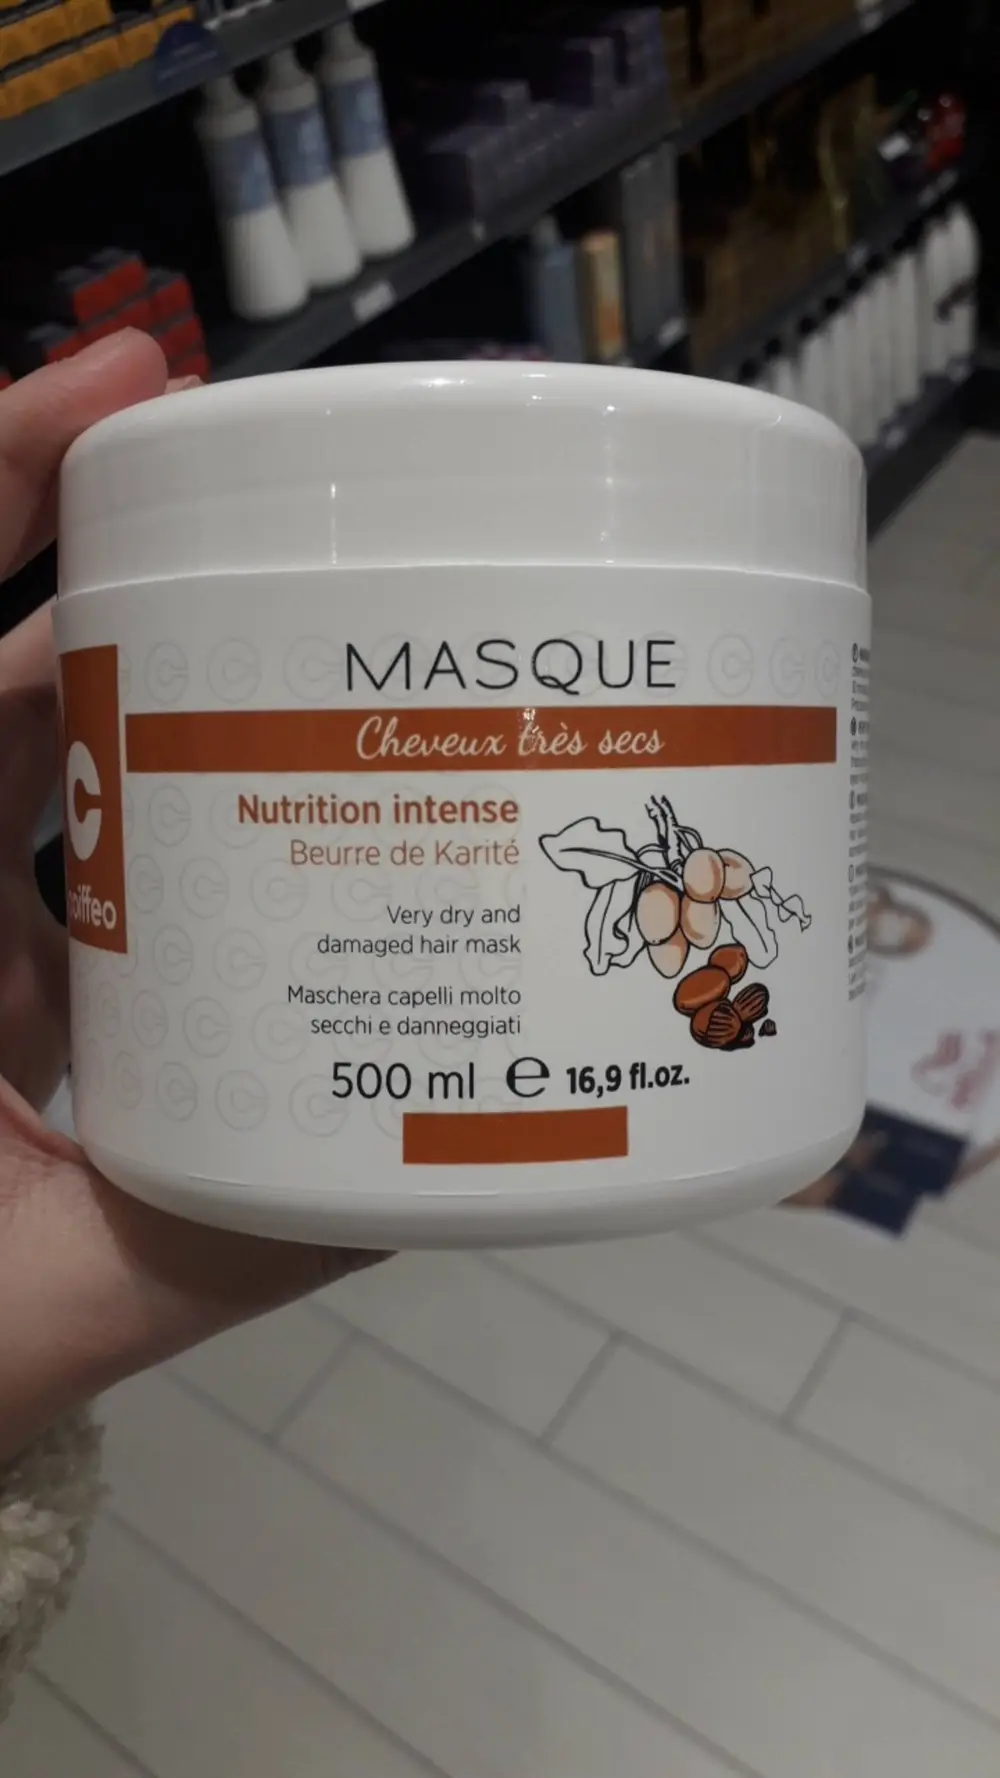 MASQUE
Cheveux très secs
Nutrition intense
Beurre de Karité
Very dry and
damaged hair mask
Maschera capelli molto
secchi e danneggiati
500 ml e 16,9 fl.oz.
C
oiffeo